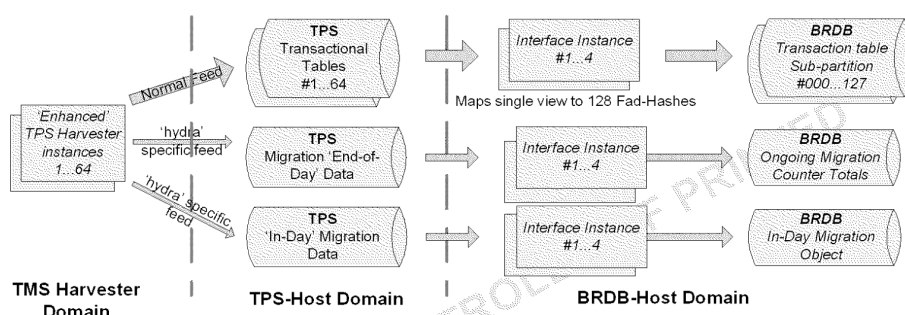 TPS
Transactional
Tables
#1...64
Interface Instance
#1...4
BRDB
Transaction table
Sub-partition
#000...127
Normal Feed
Maps single view to 128 Fad-Hashes
'Enhanced'
TPS Harvester
instances
1...64
'hydra'
specific feed
TPS
Migration 'End-of-
Day' Data
Interface Instance
#1...4
BRDB
Ongoing Migration
Counter Totals
'hydra' specific
feed
TPS
'In-Day' Migration
Data
Interface Instance
#1...4
BRDB
In-Day Migration
Object
TMS Harvester
Domain
TPS-Host Domain
BRDB-Host Domain
F PRINTED